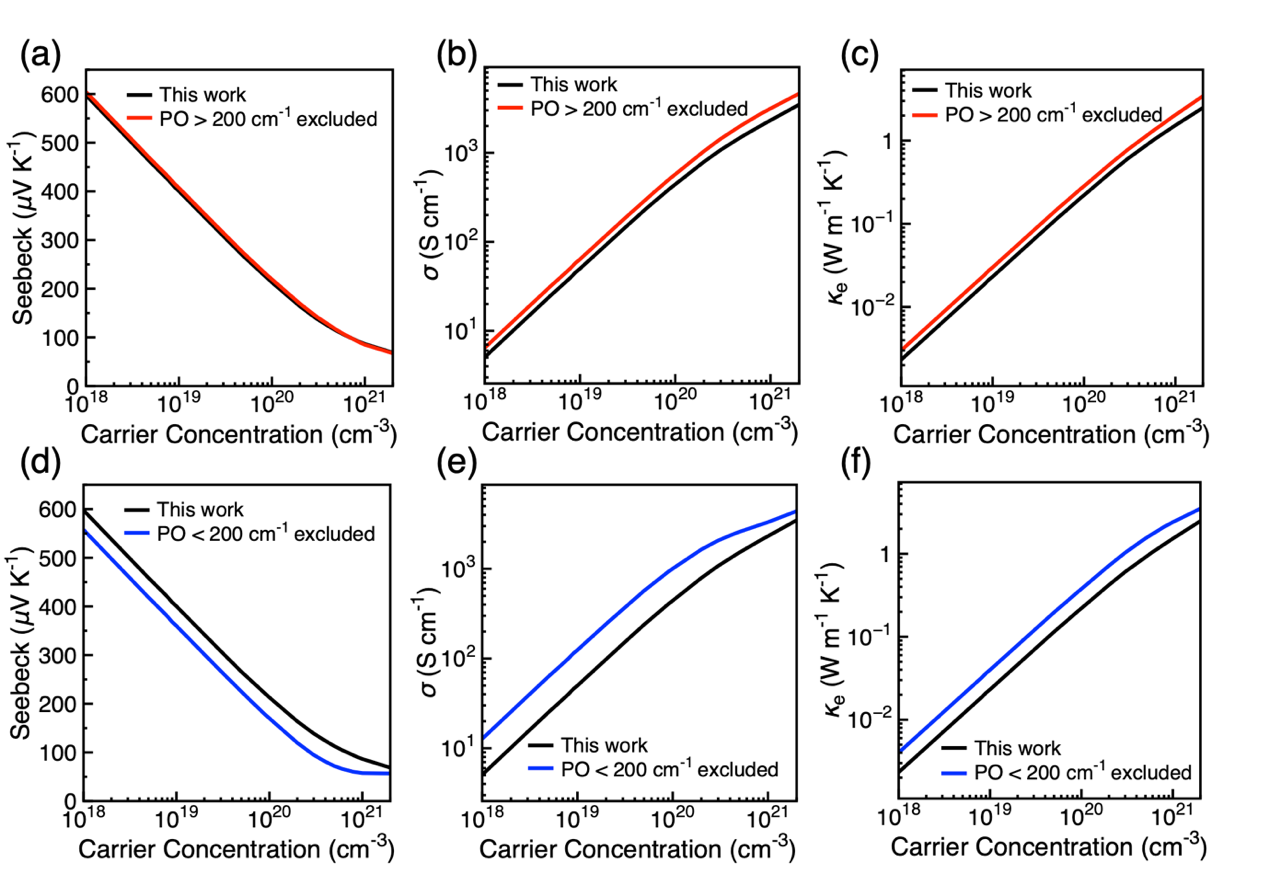 (a)
This work
PO > 200 cm⁻¹ excluded
Seebeck (μV K⁻¹)
600
500
400
300
200
100
0
10¹⁸ 10¹⁹ 10²⁰ 10²¹
Carrier Concentration (cm⁻³)
(b)
This work
PO > 200 cm⁻¹ excluded
σ (S cm⁻¹)
10³
10²
10¹
10¹⁸ 10¹⁹ 10²⁰ 10²¹
Carrier Concentration (cm⁻³)
(c)
This work
PO > 200 cm⁻¹ excluded
κₑ (W m⁻¹ K⁻¹)
1
10⁻¹
10⁻²
10¹⁸ 10¹⁹ 10²⁰ 10²¹
Carrier Concentration (cm⁻³)
(d)
This work
PO < 200 cm⁻¹ excluded
Seebeck (μV K⁻¹)
600
500
400
300
200
100
0
10¹⁸ 10¹⁹ 10²⁰ 10²¹
Carrier Concentration (cm⁻³)
(e)
σ (S cm⁻¹)
10³
10²
10¹
This work
PO < 200 cm⁻¹ excluded
10¹⁸ 10¹⁹ 10²⁰ 10²¹
Carrier Concentration (cm⁻³)
(f)
κₑ (W m⁻¹ K⁻¹)
1
10⁻¹
10⁻²
This work
PO < 200 cm⁻¹ excluded
10¹⁸ 10¹⁹ 10²⁰ 10²¹
Carrier Concentration (cm⁻³)